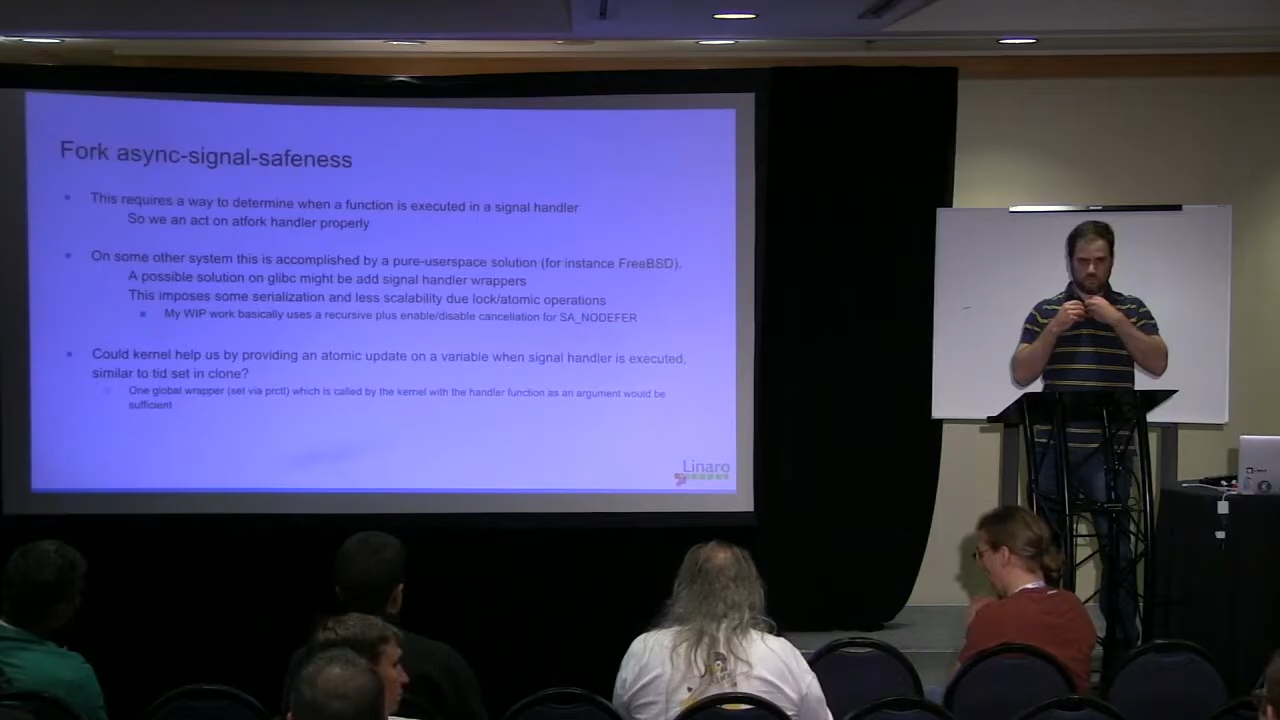 Fork async-signal-safeness
This requires a way to determine when a function is executed in a signal handler
So we an act on atfork handler properly
On some other system this is accomplished by a pure-userspace solution (for instance FreeBSD).
A possible solution on glibc might be add signal handler wrappers
This imposes some serialization and less scalability due lock/atomic operations
My WIP work basically uses a recursive plus enable/disable cancellation for SA_NODEFER
Could kernel help us by providing an atomic update on a variable when signal handler is executed,
similar to tid set in clone?
One global wrapper (set via prctl) which is called by the kernel with the handler function as an argument would be
sufficient
Linaro